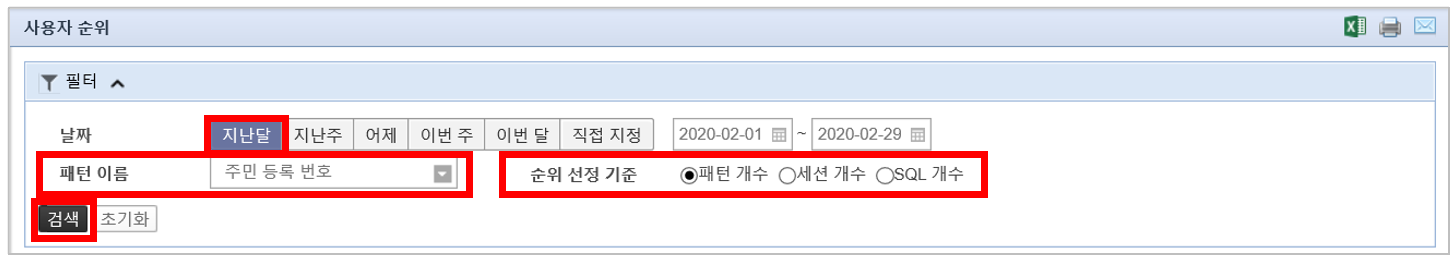 사용자 순위
필터
날짜 지난달 지난주 어제 이번 주 이번 달 직접 지정 2020-02-01 ~ 2020-02-29
패턴 이름 주민 등록 번호 순위 선정 기준 패턴 개수 세션 개수 SQL 개수
검색 초기화